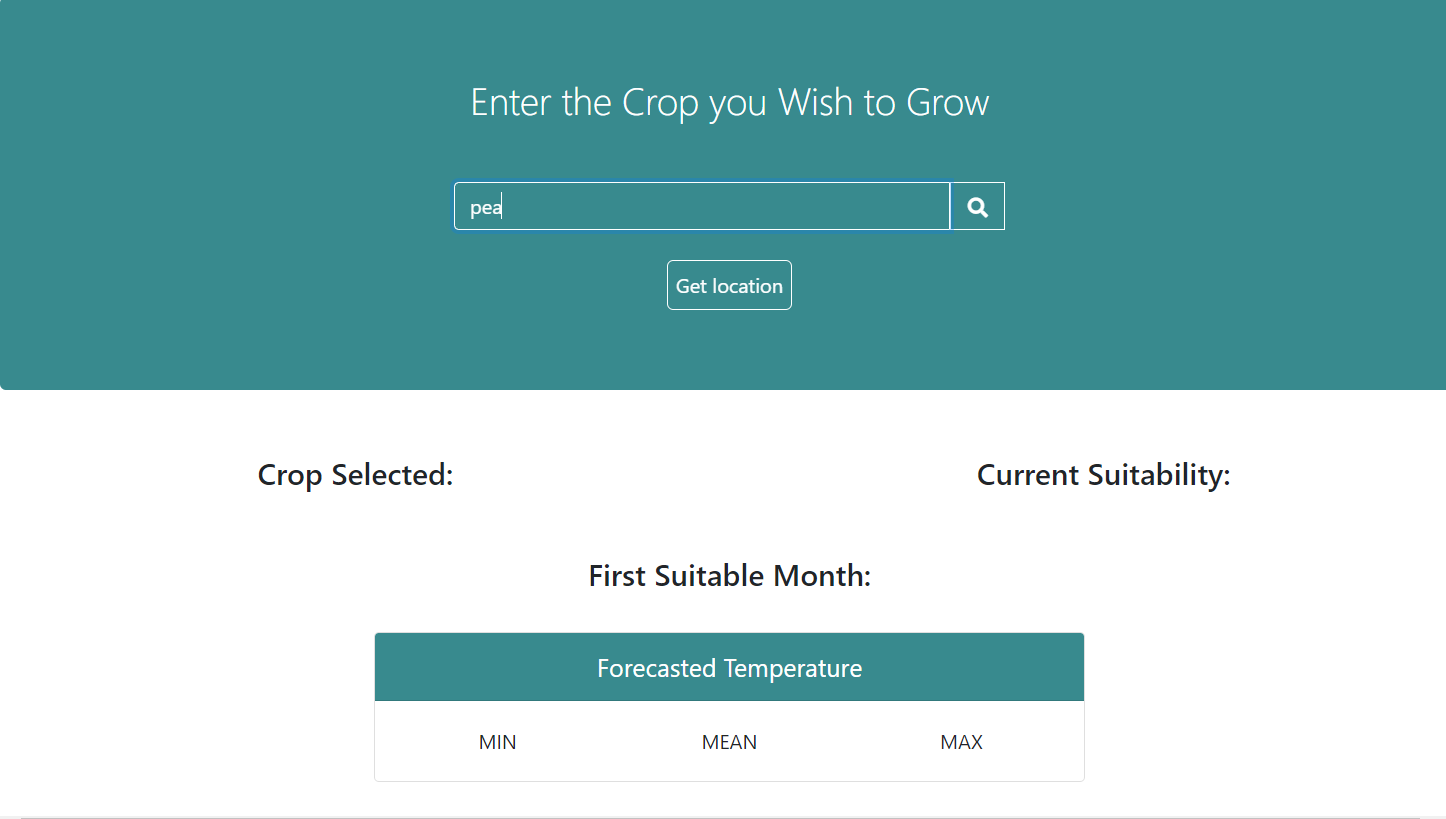 Enter the Crop you Wish to Grow
pea
Get location
Crop Selected:
Current Suitability:
First Suitable Month:
Forecasted Temperature
MIN MEAN MAX